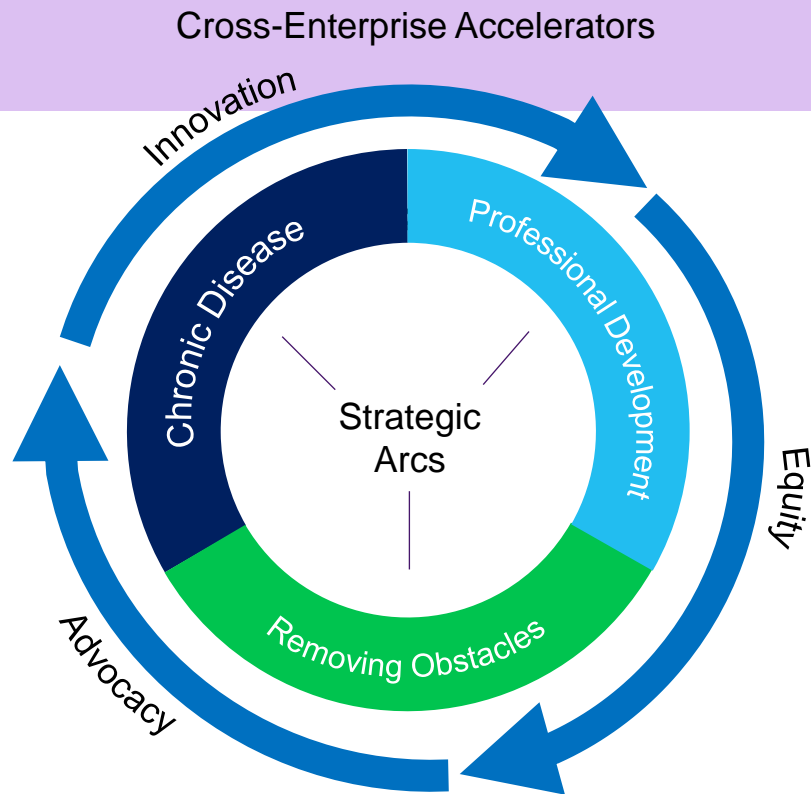 Cross-Enterprise Accelerators
Innovation
Chronic Disease
Professional Development
Strategic
Arcs
Equity
Removing Obstacles
Advocacy